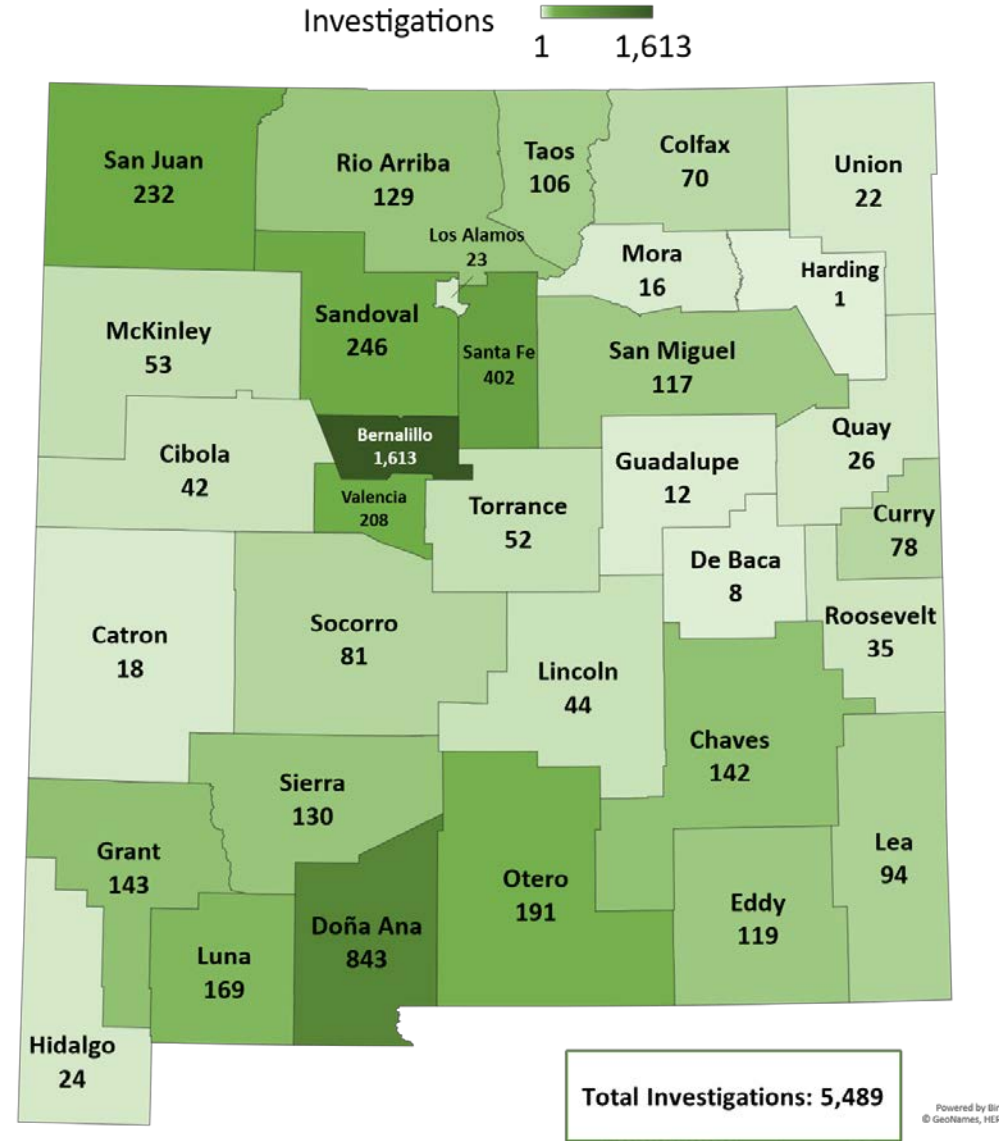 Investigations
1 1,613
San Juan
232
Rio Arriba
129
Taos
106
Colfax
70
Union
22
Los Alamos
23
Mora
16
Harding
1
McKinley
53
Sandoval
246
Santa Fe
402
San Miguel
117
Cibola
42
Bernalillo
1,613
Valencia
208
Torrance
52
Guadalupe
12
Quay
26
Curry
78
De Baca
8
Roosevelt
35
Catron
18
Socorro
81
Lincoln
44
Chaves
142
Sierra
130
Grant
143
Luna
169
Doña Ana
843
Otero
191
Eddy
119
Lea
94
Hidalgo
24
Total Investigations: 5,489
Powered by
© GeoNames,